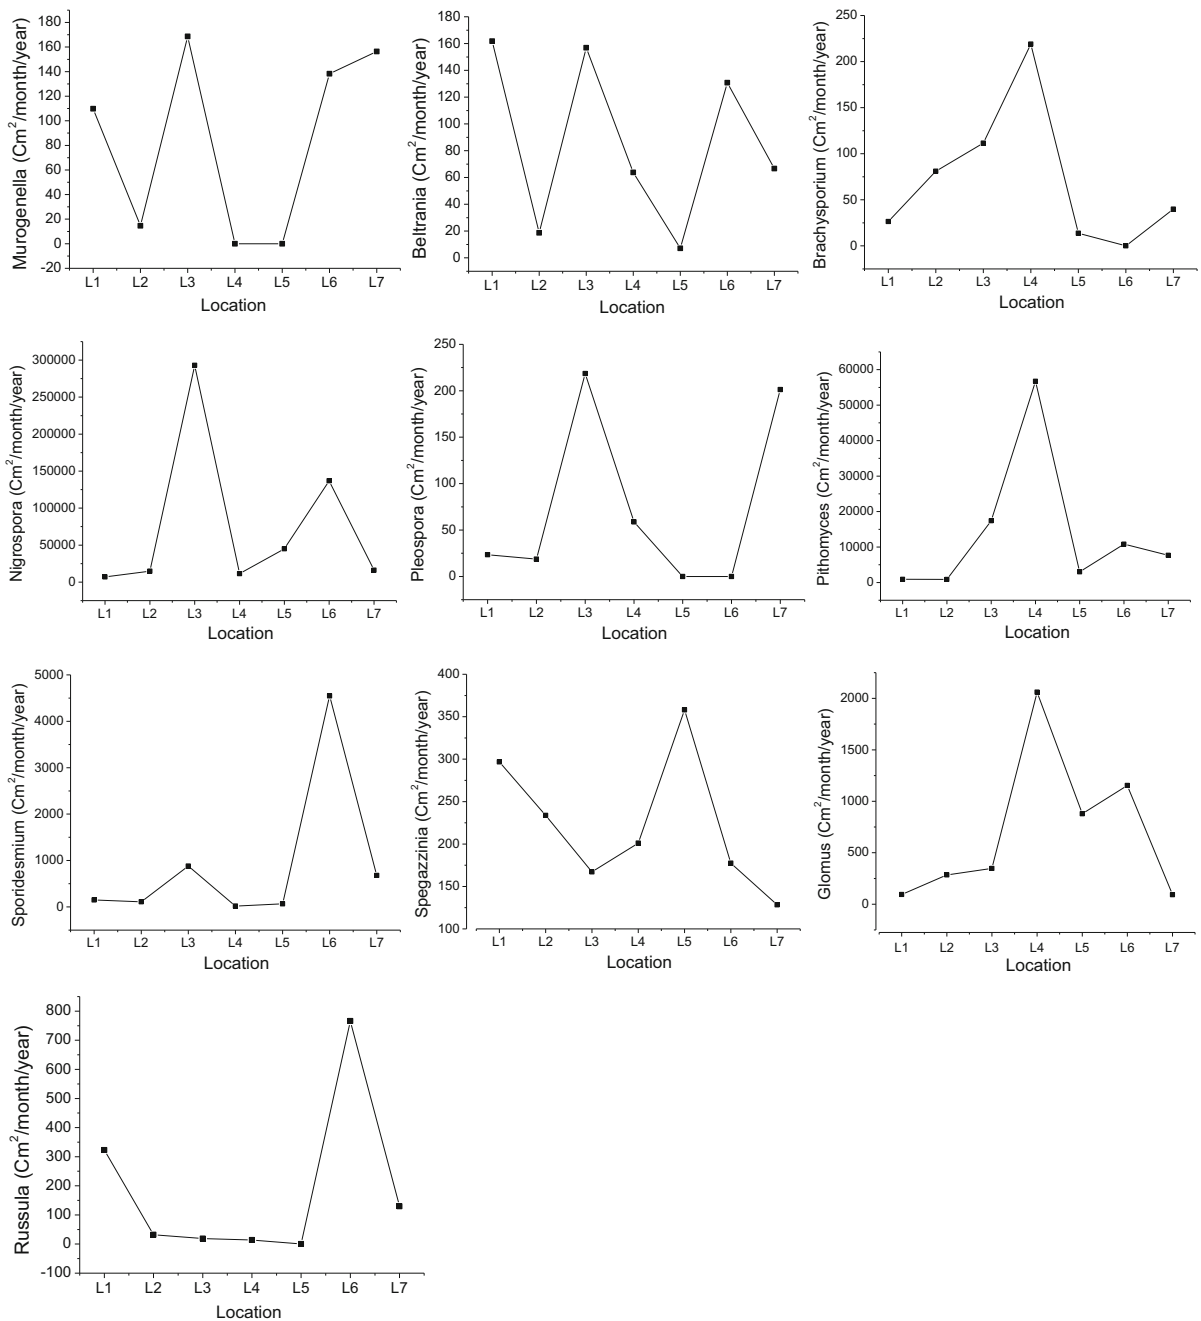 Murogenella (Cm²/month/year)
180
160
140
120
100
80
60
40
20
0
-20
L1 L2 L3 L4 L5 L6 L7
Location
Beltrania (Cm²/month/year)
180
160
140
120
100
80
60
40
20
0
L1 L2 L3 L4 L5 L6 L7
Location
Brachysporium (Cm²/month/year)
250
200
150
100
50
0
L1 L2 L3 L4 L5 L6 L7
Location
Nigrospora (Cm²/month/year)
300000
250000
200000
150000
100000
50000
0
L1 L2 L3 L4 L5 L6 L7
Location
Pleospora (Cm²/month/year)
250
200
150
100
50
0
L1 L2 L3 L4 L5 L6 L7
Location
Pithomyces (Cm²/month/year)
60000
50000
40000
30000
20000
10000
0
L1 L2 L3 L4 L5 L6 L7
Location
Sporidesmium (Cm²/month/year)
5000
4000
3000
2000
1000
0
L1 L2 L3 L4 L5 L6 L7
Location
Spegazzinia (Cm²/month/year)
400
350
300
250
200
150
100
L1 L2 L3 L4 L5 L6 L7
Location
Glomus (Cm²/month/year)
2000
1500
1000
500
0
L1 L2 L3 L4 L5 L6 L7
Location
Russula (Cm²/month/year)
800
700
600
500
400
300
200
100
0
-100
L1 L2 L3 L4 L5 L6 L7
Location